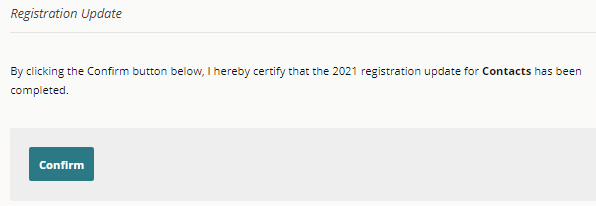 Registration Update
By clicking the Confirm button below, I hereby certify that the 2021 registration update for Contacts has been
completed.
Confirm